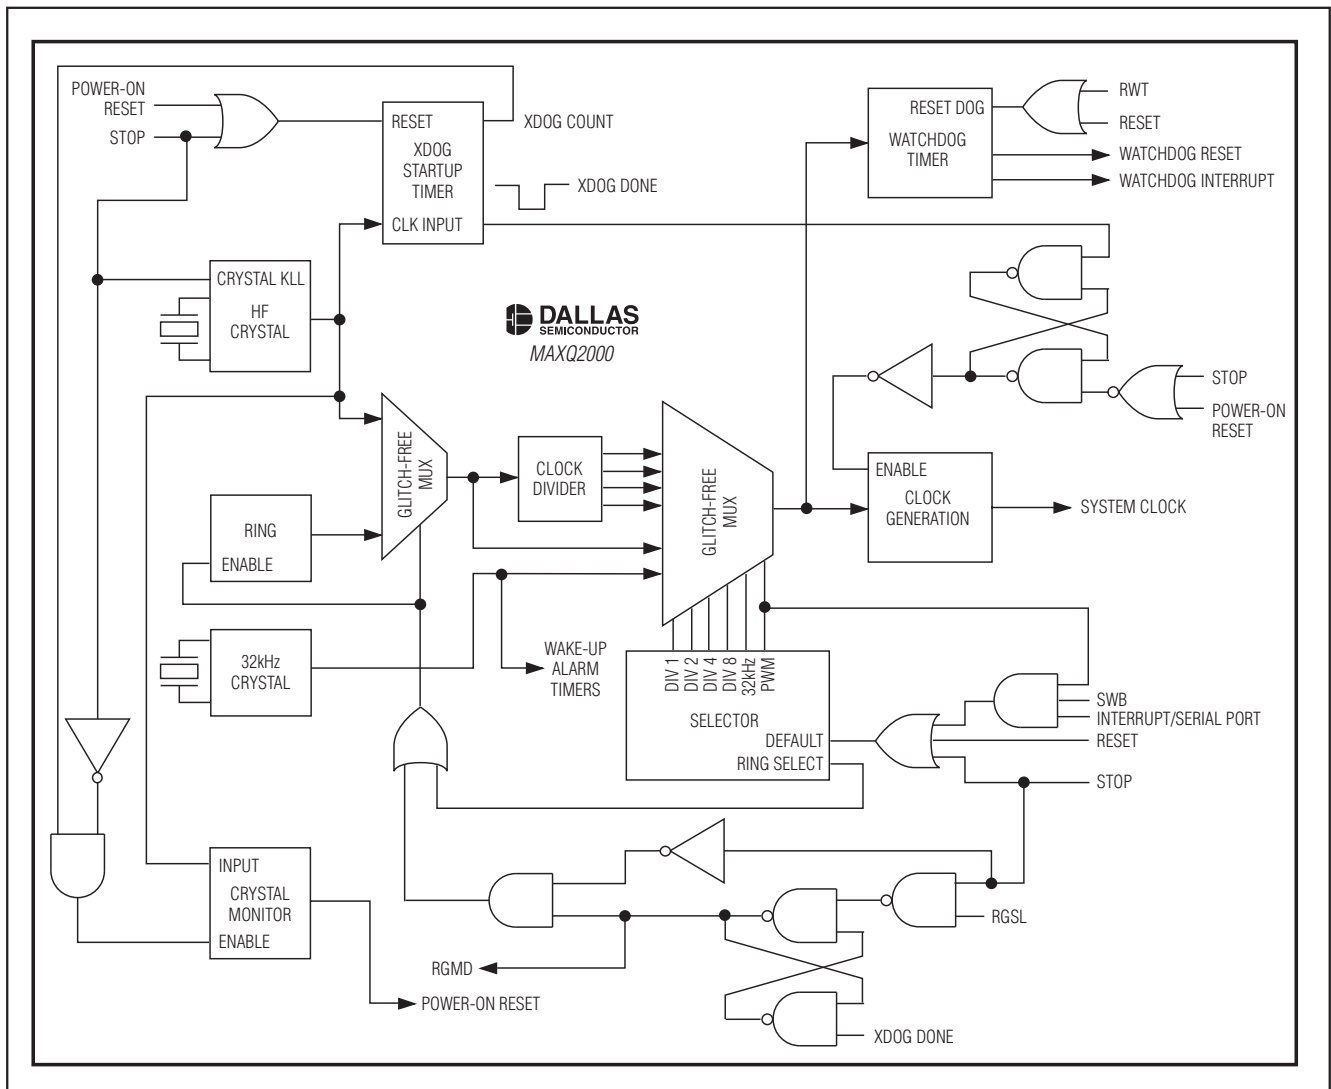 POWER-ON
RESET
STOP
RESET
XDOG
STARTUP
TIMER
CLK INPUT
XDOG COUNT
XDOG DONE
RESET DOG
WATCHDOG
TIMER
RWT
RESET
WATCHDOG RESET
WATCHDOG INTERRUPT
CRYSTAL KLL
HF
CRYSTAL
DALLAS
SEMICONDUCTOR
MAXQ2000
STOP
POWER-ON
RESET
GLITCH-FREE
MUX
CLOCK
DIVIDER
GLITCH-FREE
MUX
ENABLE
CLOCK
GENERATION
SYSTEM CLOCK
RING
ENABLE
32kHz
CRYSTAL
WAKE-UP
ALARM
TIMERS
DIV 1
DIV 2
DIV 4
DIV 8
32kHz
PWM
SELECTOR
DEFAULT
RING SELECT
SWB
INTERRUPT/SERIAL PORT
RESET
STOP
INPUT
CRYSTAL
MONITOR
ENABLE
RGSL
RGMD
POWER-ON RESET
XDOG DONE